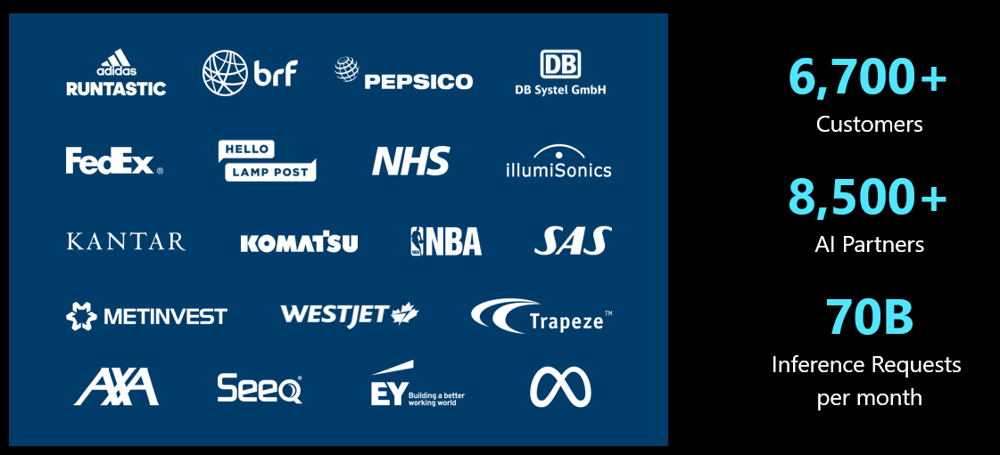 adidas
RUNTASTIC
brf
PEPSICO
DB
DB Systel GmbH
FedEx®
HELLO
LAMP POST
NHS
illumiSonics
KANTAR
KOMATSU
NBA
SAS
METINVEST
WESTJET
Trapeze™
AXA
Seeq®
EY
Building a better
working world
6,700+
Customers
8,500+
AI Partners
70B
Inference Requests
per month